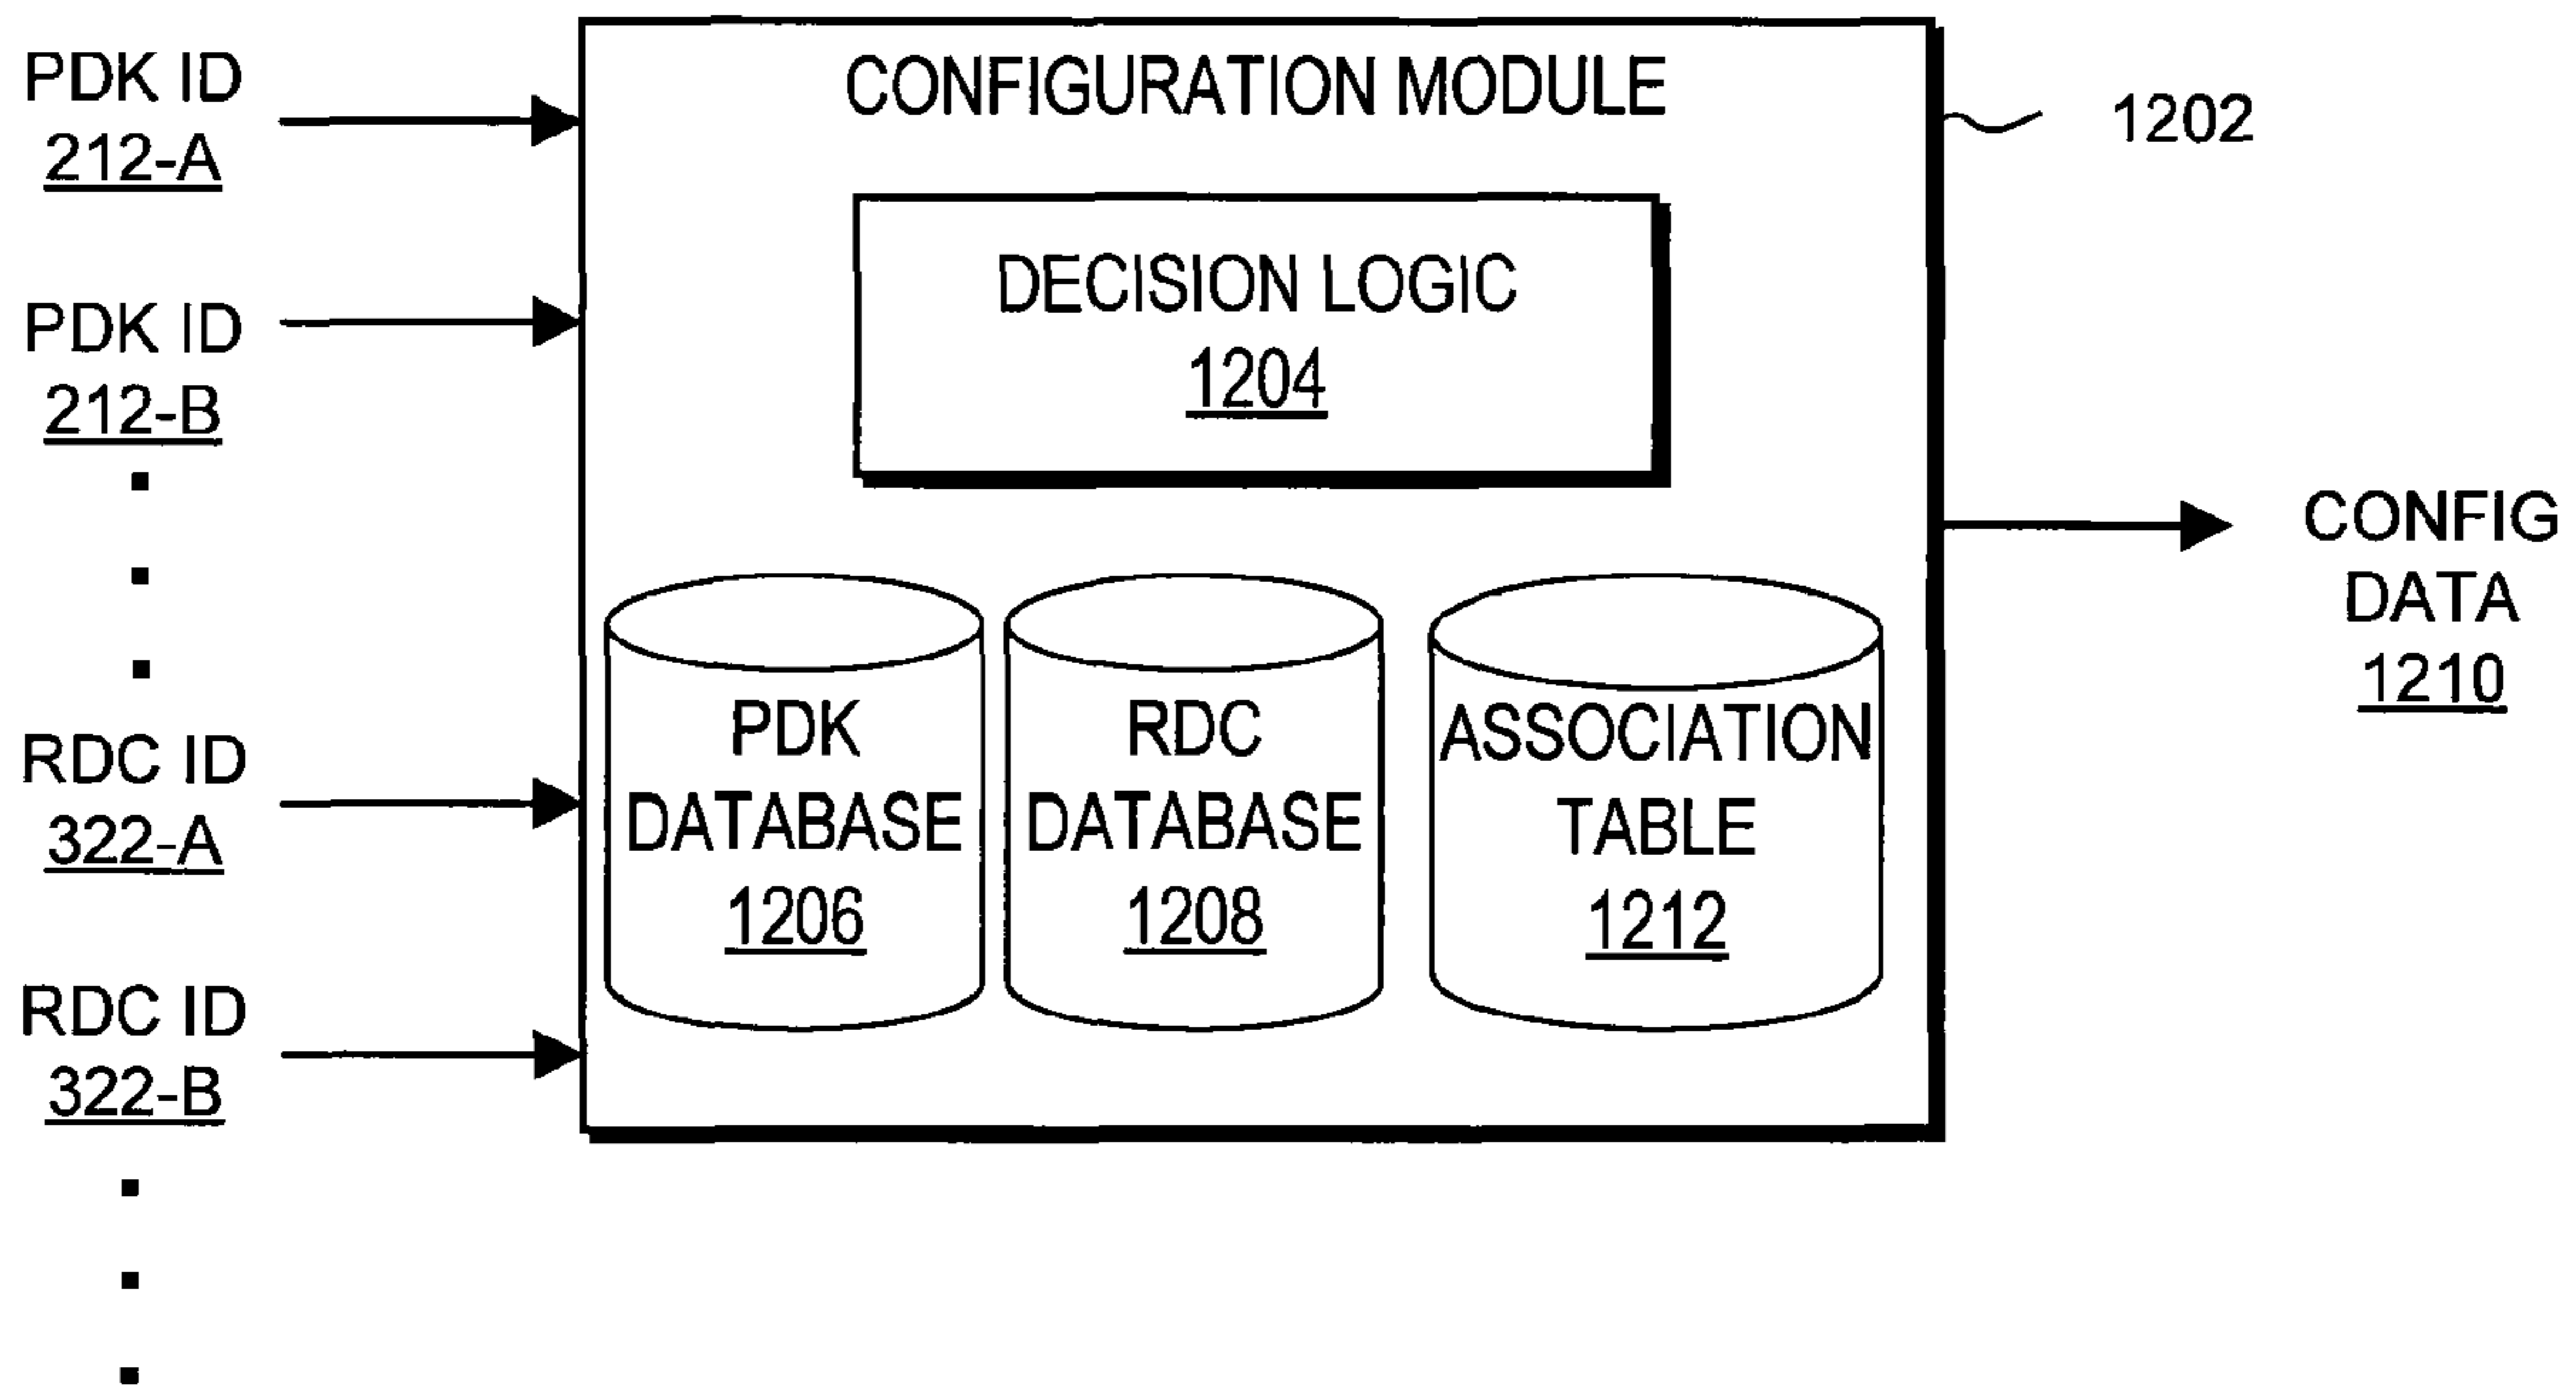 PDK ID
212-A
PDK ID
212-B
RDC ID
322-A
RDC ID
322-B
CONFIGURATION MODULE
DECISION LOGIC
1204
PDK
DATABASE
1206
RDC
DATABASE
1208
ASSOCIATION
TABLE
1212
1202
CONFIG
DATA
1210